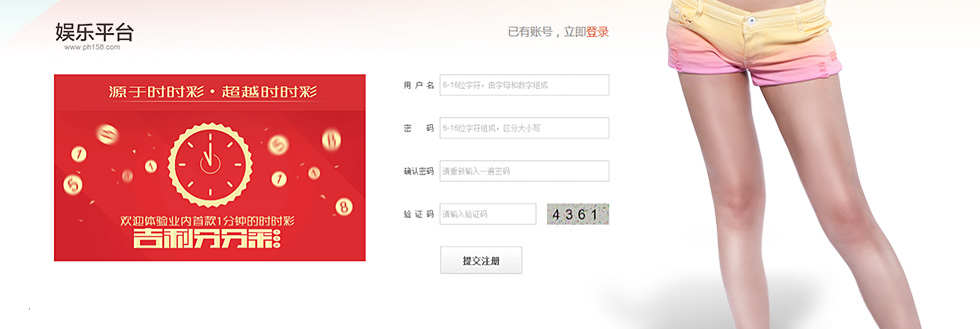 娱乐平台
www.ph158.com
已有账号，立即登录
源于时时彩·超越时时彩
欢迎体验业内首款1分钟的时时彩
吉利分分彩
用户名
6-16位字符，由字母和数字组成
密码
6-16位字符组成，区分大小写
确认密码
请重新输入一遍密码
验证码
请输入验证码
4361
提交注册